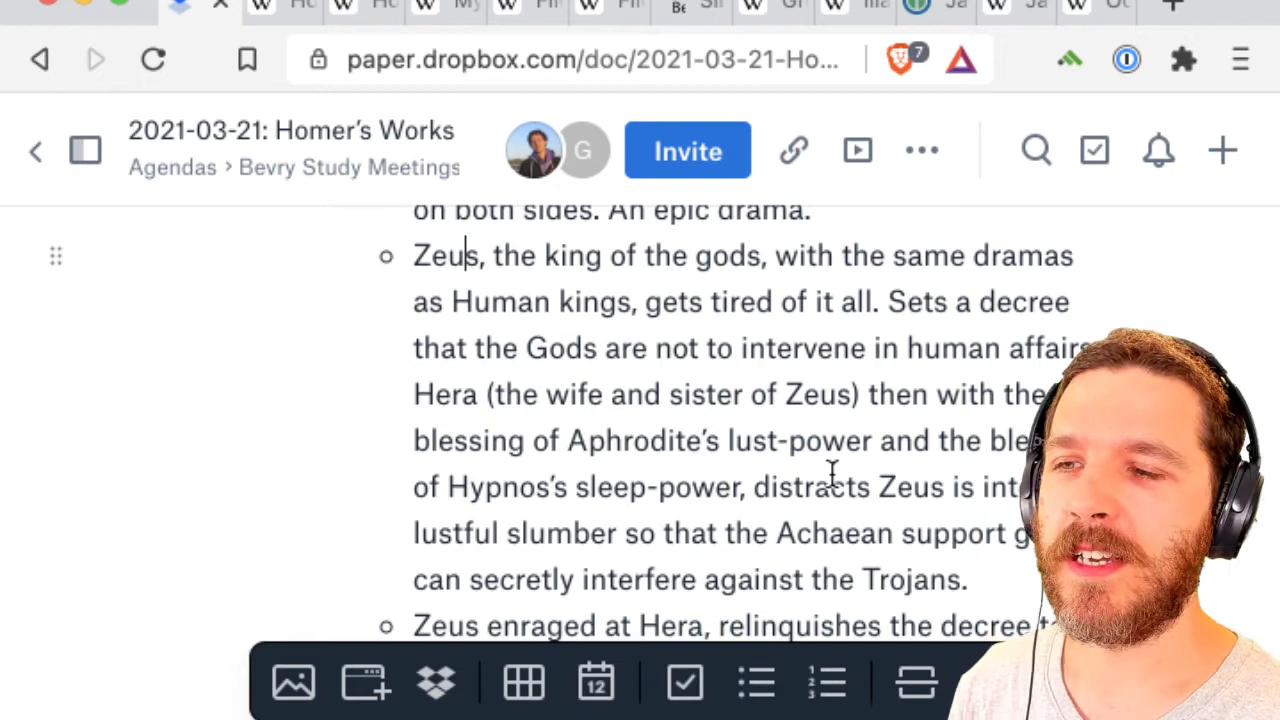 paper.dropbox.com/doc/2021-03-21-Ho...
7
2021-03-21: Homer's Works
Agendas > Bevry Study Meetings
G
Invite
on both sides. An epic drama.
Zeus, the king of the gods, with the same dramas
as Human kings, gets tired of it all. Sets a decree
that the Gods are not to intervene in human affairs
Hera (the wife and sister of Zeus) then with the
blessing of Aphrodite's lust-power and the
of Hypnos's sleep-power, distracts Zeus is
lustful slumber so that the Achaean support
can secretly interfere against the Trojans.
Zeus enraged at Hera, relinquishes the decree
12